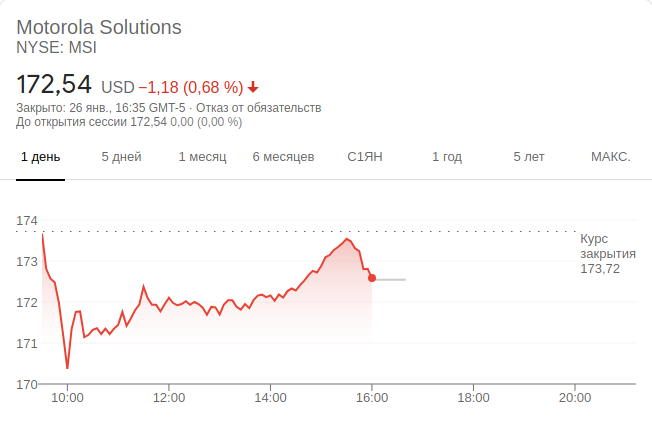 Motorola Solutions
NYSE: MSI
172,54 USD −1,18 (0,68 %)
Закрыто: 26 янв., 16:35 GMT-5 · Отказ от обязательств
До открытия сессии 172,54 0,00 (0,00 %)
1 день 5 дней 1 месяц 6 месяцев С1ЯН 1 год 5 лет МАКС.
174
Курс
закрытия
173,72
173
172
171
170
10:00 12:00 14:00 16:00 18:00 20:00